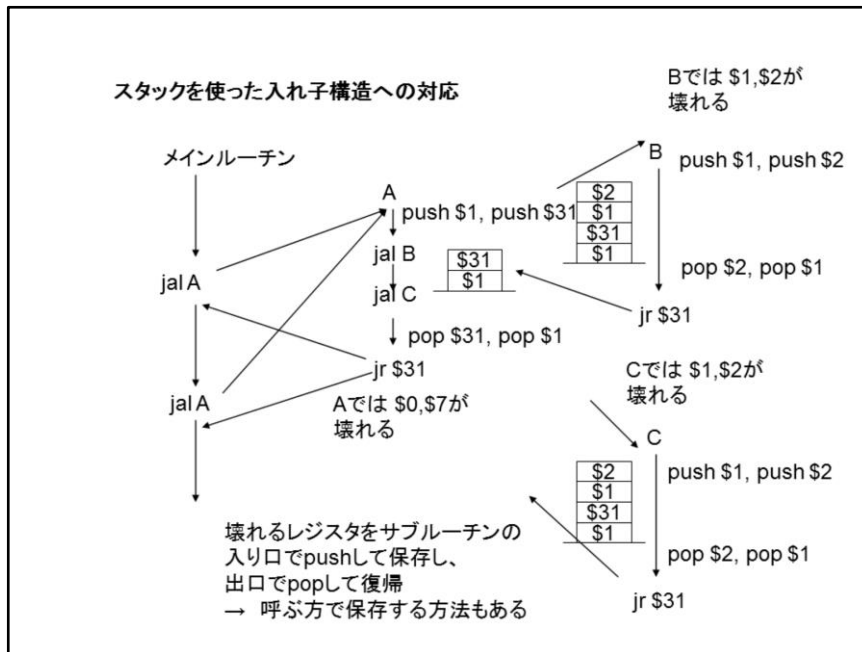 スタックを使った入れ子構造への対応
メインルーチン
jal A
jal A
A
push $1, push $31
jal B
jal C
pop $31, pop $1
jr $31
Aでは $0,$7が
壊れる
$31
$1
Bでは $1,$2が
壊れる
B
push $1, push $2
$2
$1
$31
$1
pop $2, pop $1
jr $31
Cでは $1,$2が
壊れる
C
push $1, push $2
$2
$1
$31
$1
pop $2, pop $1
jr $31
壊れるレジスタをサブルーチンの
入り口でpushして保存し、
出口でpopして復帰
→ 呼ぶ方で保存する方法もある